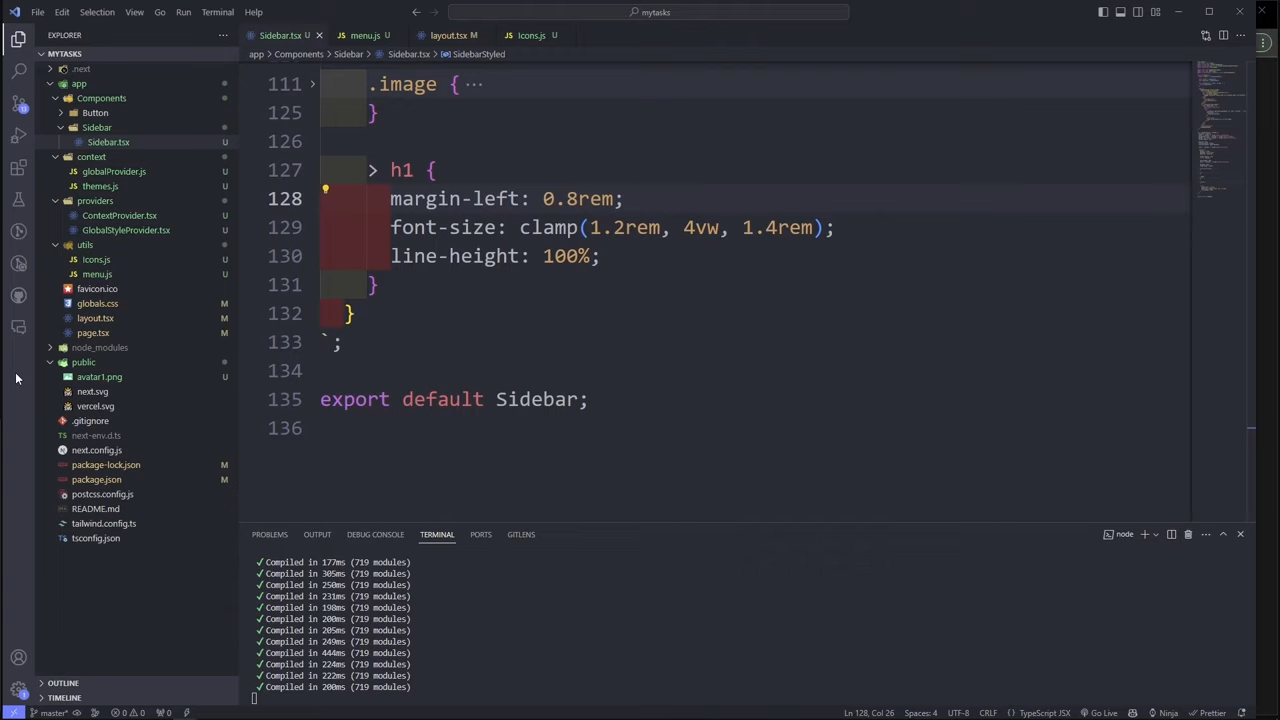 File Edit Selection View Go Run Terminal Help
mytasks
EXPLORER
MYTASKS
.next
app
Components
Button
Sidebar
Sidebar.tsx U
context
globalProvider.js U
themes.js U
providers
ContextProvider.tsx U
GlobalStyleProvider.tsx U
utils
Icons.js U
menu.js U
favicon.ico
globals.css M
layout.tsx M
page.tsx M
node_modules
public
avatar1.png U
next.svg
vercel.svg
.gitignore
next-env.d.ts
next.config.js
package-lock.json M
package.json M
postcss.config.js
README.md
tailwind.config.ts
tsconfig.json
OUTLINE
TIMELINE
Sidebar.tsx U menu.js U layout.tsx M Icons.js U
app > Components > Sidebar > Sidebar.tsx > SidebarStyled
111 .image { ...
125 }
126
127 > h1 {
128 margin-left: 0.8rem;
129 font-size: clamp(1.2rem, 4vw, 1.4rem);
130 line-height: 100%;
131 }
132 }
133 `;
134
135 export default Sidebar;
136
PROBLEMS OUTPUT DEBUG CONSOLE TERMINAL PORTS GITLENS
node
✓ Compiled in 177ms (719 modules)
✓ Compiled in 305ms (719 modules)
✓ Compiled in 250ms (719 modules)
✓ Compiled in 231ms (719 modules)
✓ Compiled in 198ms (719 modules)
✓ Compiled in 200ms (719 modules)
✓ Compiled in 205ms (719 modules)
✓ Compiled in 249ms (719 modules)
✓ Compiled in 444ms (719 modules)
✓ Compiled in 224ms (719 modules)
✓ Compiled in 222ms (719 modules)
✓ Compiled in 200ms (719 modules)
master* 0 0 0 Ln 128, Col 26 Spaces: 4 UTF-8 CRLF TypeScript JSX Go Live Ninja Prettier